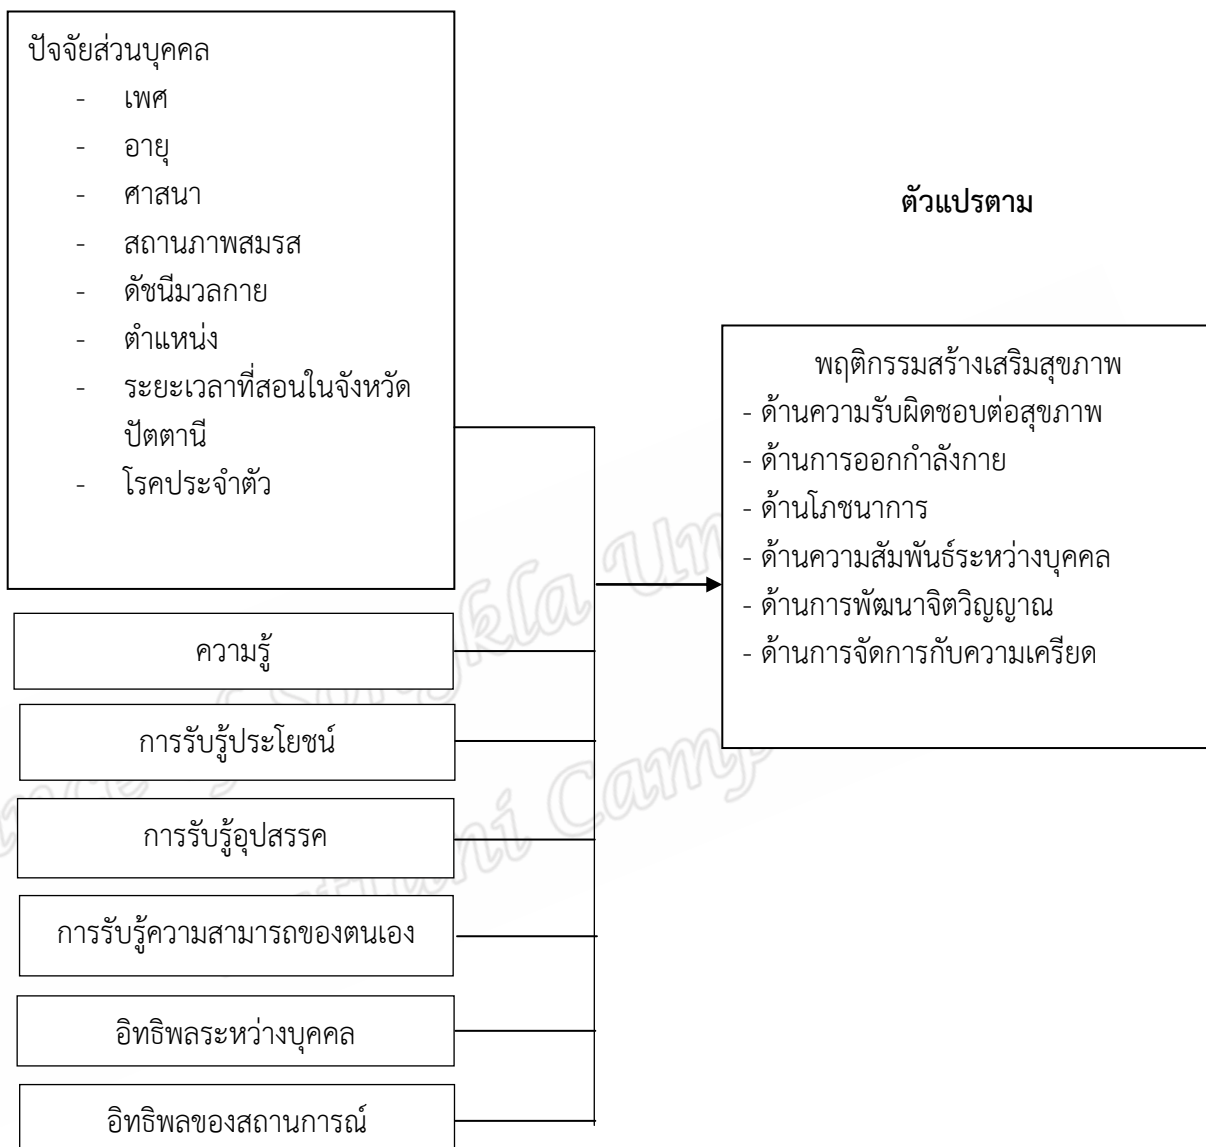 ปัจจัยส่วนบุคคล
- เพศ
- อายุ
- ศาสนา
- สถานภาพสมรส
- ดัชนีมวลกาย
- ตำแหน่ง
- ระยะเวลาที่สอนในจังหวัด
ปัตตานี
- โรคประจำตัว
ความรู้
การรับรู้ประโยชน์
การรับรู้อุปสรรค
การรับรู้ความสามารถของตนเอง
อิทธิพลระหว่างบุคคล
อิทธิพลของสถานการณ์
ตัวแปรตาม
พฤติกรรมสร้างเสริมสุขภาพ
- ด้านความรับผิดชอบต่อสุขภาพ
- ด้านการออกกำลังกาย
- ด้านโภชนาการ
- ด้านความสัมพันธ์ระหว่างบุคคล
- ด้านการพัฒนาจิตวิญญาณ
- ด้านการจัดการกับความเครียด